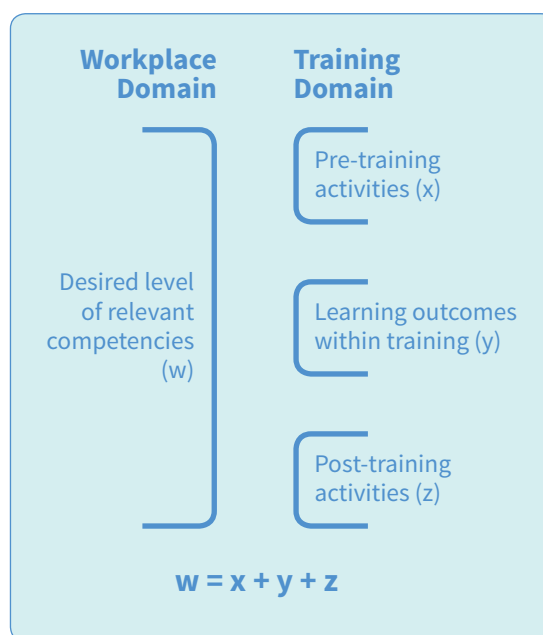 Workplace
Domain
Training
Domain
Pre-training
activities (x)
Desired level
of relevant
competencies
(w)
Learning outcomes
within training (y)
Post-training
activities (z)
w = x + y + z